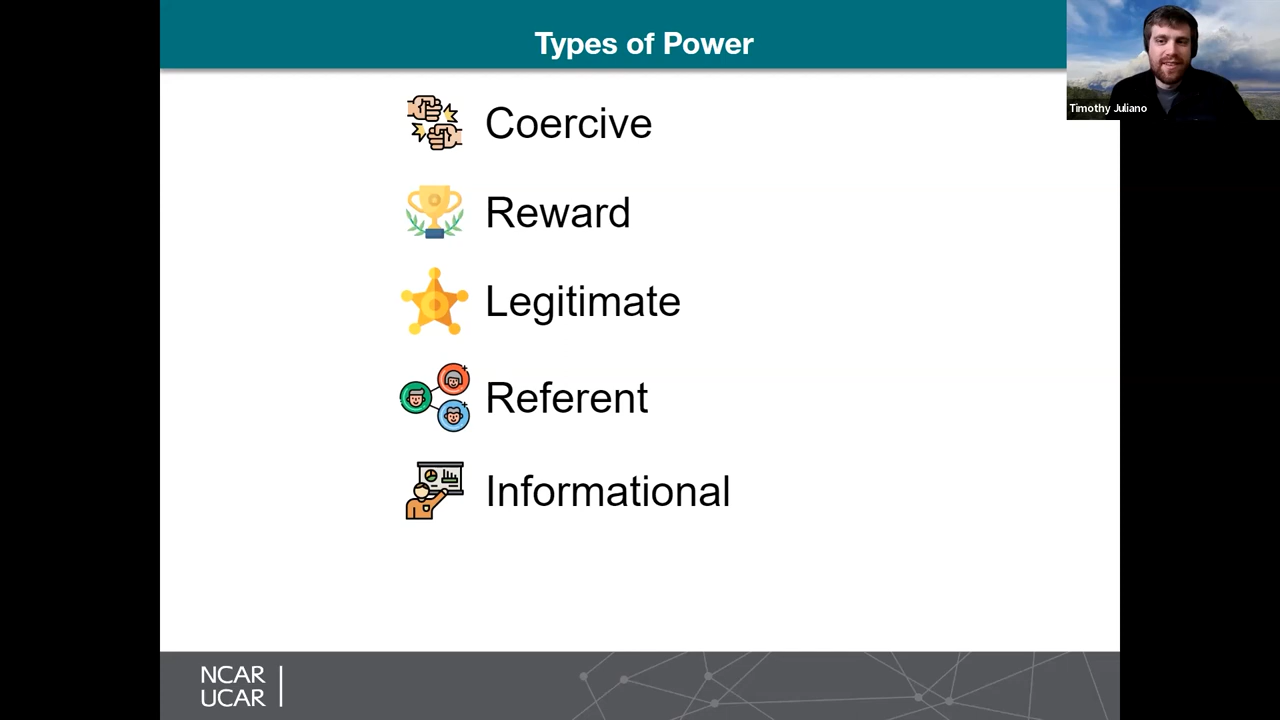 Types of Power
Timothy Juliano
Coercive
Reward
Legitimate
Referent
Informational
NCAR
UCAR